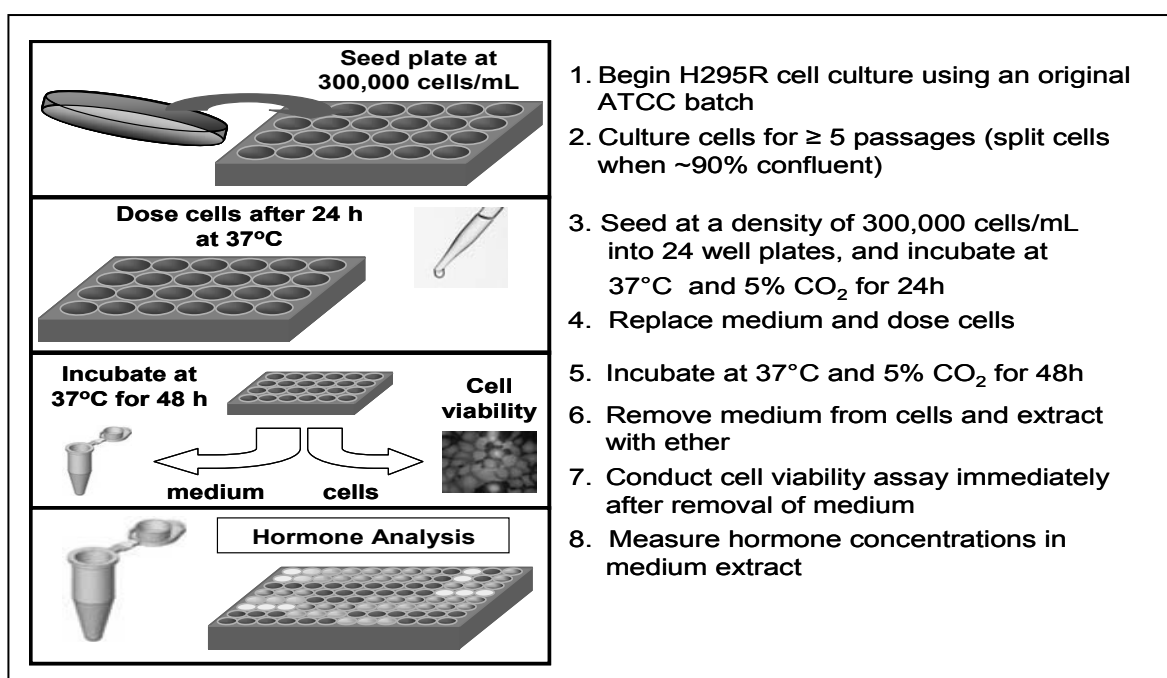 Seed plate at
300,000 cells/mL
Dose cells after 24 h
at 37ºC
Incubate at
37ºC for 48 h
Cell
viability
medium
cells
Hormone Analysis
1. Begin H295R cell culture using an original
ATCC batch
2. Culture cells for ≥ 5 passages (split cells
when ~90% confluent)
3. Seed at a density of 300,000 cells/mL
into 24 well plates, and incubate at
37°C and 5% CO₂ for 24h
4. Replace medium and dose cells
5. Incubate at 37°C and 5% CO₂ for 48h
6. Remove medium from cells and extract
with ether
7. Conduct cell viability assay immediately
after removal of medium
8. Measure hormone concentrations in
medium extract